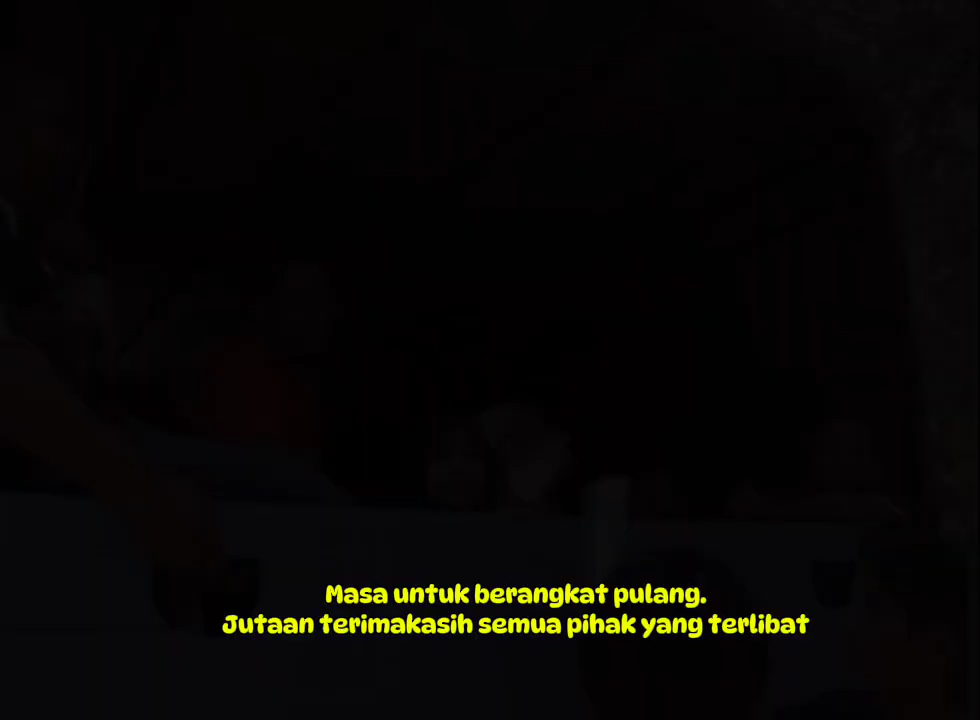 Masa untuk berangkat pulang.
Jutaan terimakasih semua pihak yang terlibat